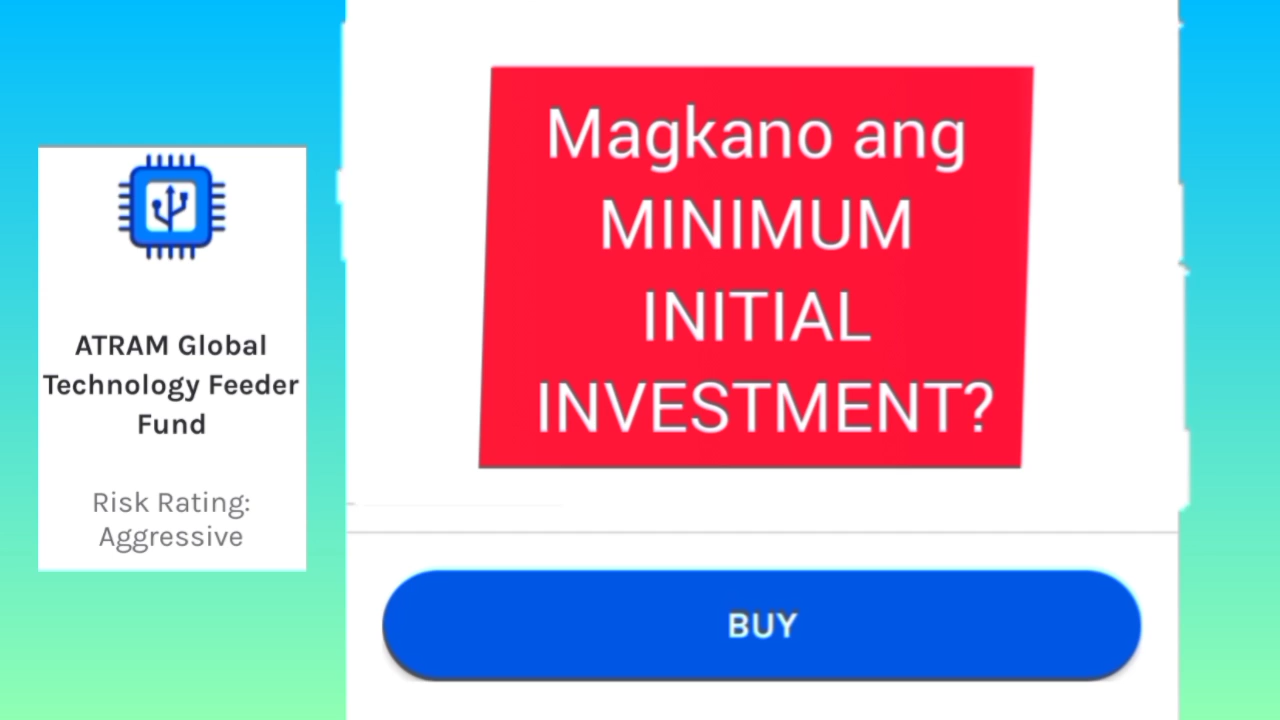 ATRAM Global
Technology Feeder
Fund
Risk Rating:
Aggressive
Magkano ang
MINIMUM
INITIAL
INVESTMENT?
BUY